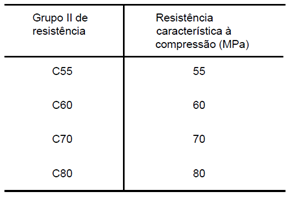 Grupo II de
resistência
Resistência
característica à
compressão (MPa)
C55 55
C60 60
C70 70
C80 80